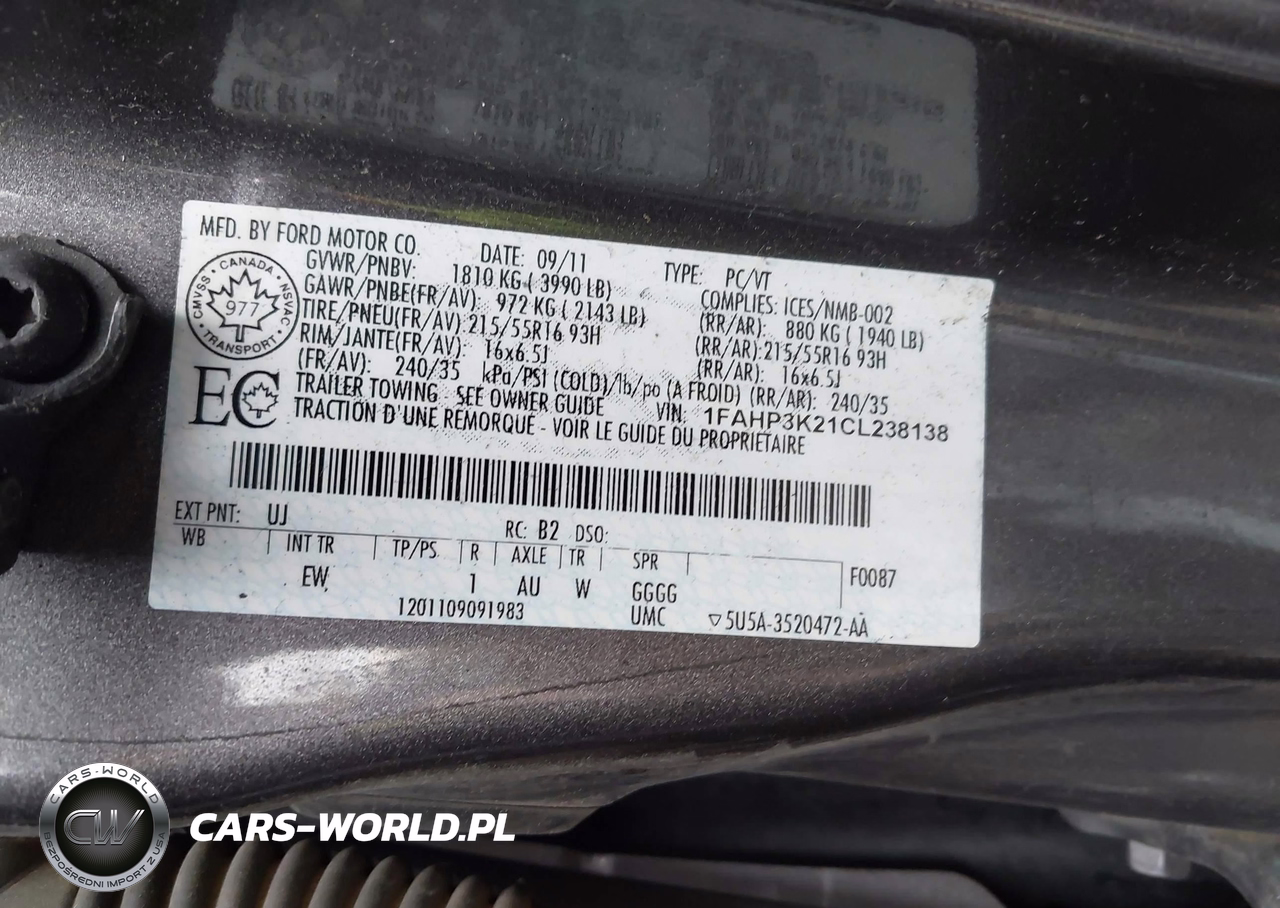 MFD. BY FORD MOTOR CO. DATE: 09/11 TYPE: PC/VT
GVWR/PNBV: 1810 KG ( 3990 LB) COMPLIES: ICES/NMB-002
GAWR/PNBE(FR/AV): 972 KG ( 2143 LB) (RR/AR): 880 KG ( 1940 LB)
TIRE/PNEU(FR/AV): 215/55R16 93H (RR/AR): 215/55R16 93H
RIM/JANTE(FR/AV): 16x6.5J (RR/AR): 16x6.5J
(FR/AV): 240/35 kPa/PSI (COLD)/lb/po (A FROID) (RR/AR): 240/35
TRAILER TOWING - SEE OWNER GUIDE VIN: 1FAHP3K21CL238138
TRACTION D'UNE REMORQUE - VOIR LE GUIDE DU PROPRIETAIRE
CANADA
CMVSS 977 NSVAC
TRANSPORT
EC
EXT PNT: UJ RC: B2 DSO:
WB INT TR TP/PS R AXLE TR SPR F0087
EW 1 AU W GGGG
1201109091983 UMC ▽5U5A-3520472-AA
CARS-WORLD
CW
BEZPOŚREDNI IMPORT Z USA
CARS-WORLD.PL